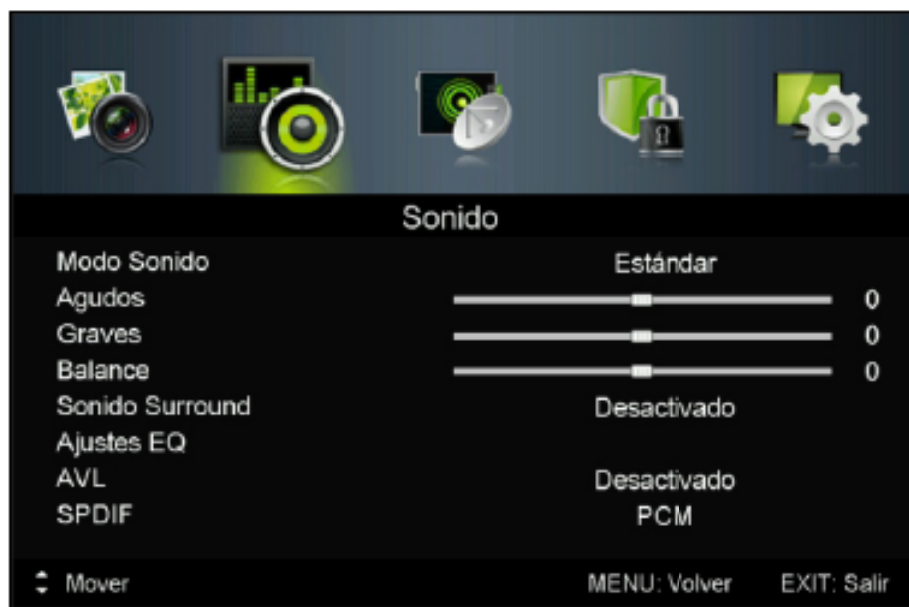 Sonido
Modo Sonido Estándar
Agudos 0
Graves 0
Balance 0
Sonido Surround Desactivado
Ajustes EQ
AVL Desactivado
SPDIF PCM
Mover MENU: Volver EXIT: Salir